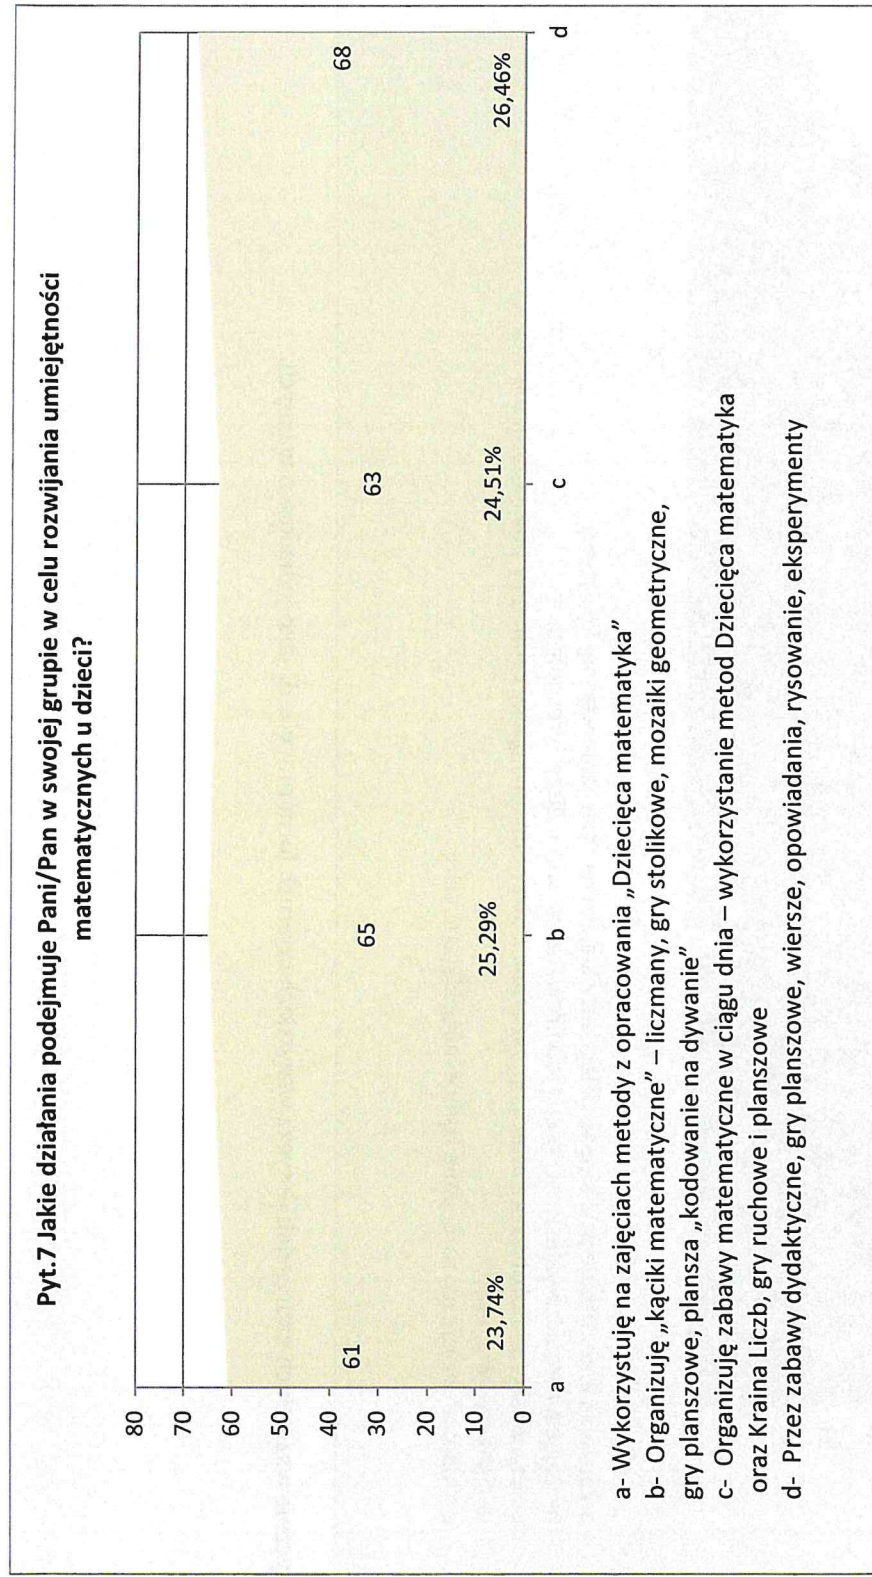 Pyt.7 Jakie działania podejmuje Pani/Pan w swojej grupie w celu rozwijania umiejętności
matematycznych u dzieci?
80
70
60
50
40
30
20
10
0
61
65
63
68
23,74%
25,29%
24,51%
26,46%
a
b
c
d
a- Wykorzystuję na zajęciach metody z opracowania „Dziecięca matematyka”
b- Organizuję „kąciki matematyczne” – liczmany, gry stolikowe, mozaiki geometryczne,
gry planszowe, plansza „kodowanie na dywanie”
c- Organizuję zabawy matematyczne w ciągu dnia – wykorzystanie metod Dziecięca matematyka
oraz Kraina Liczb, gry ruchowe i planszowe
d- Przez zabawy dydaktyczne, gry planszowe, wiersze, opowiadania, rysowanie, eksperymenty